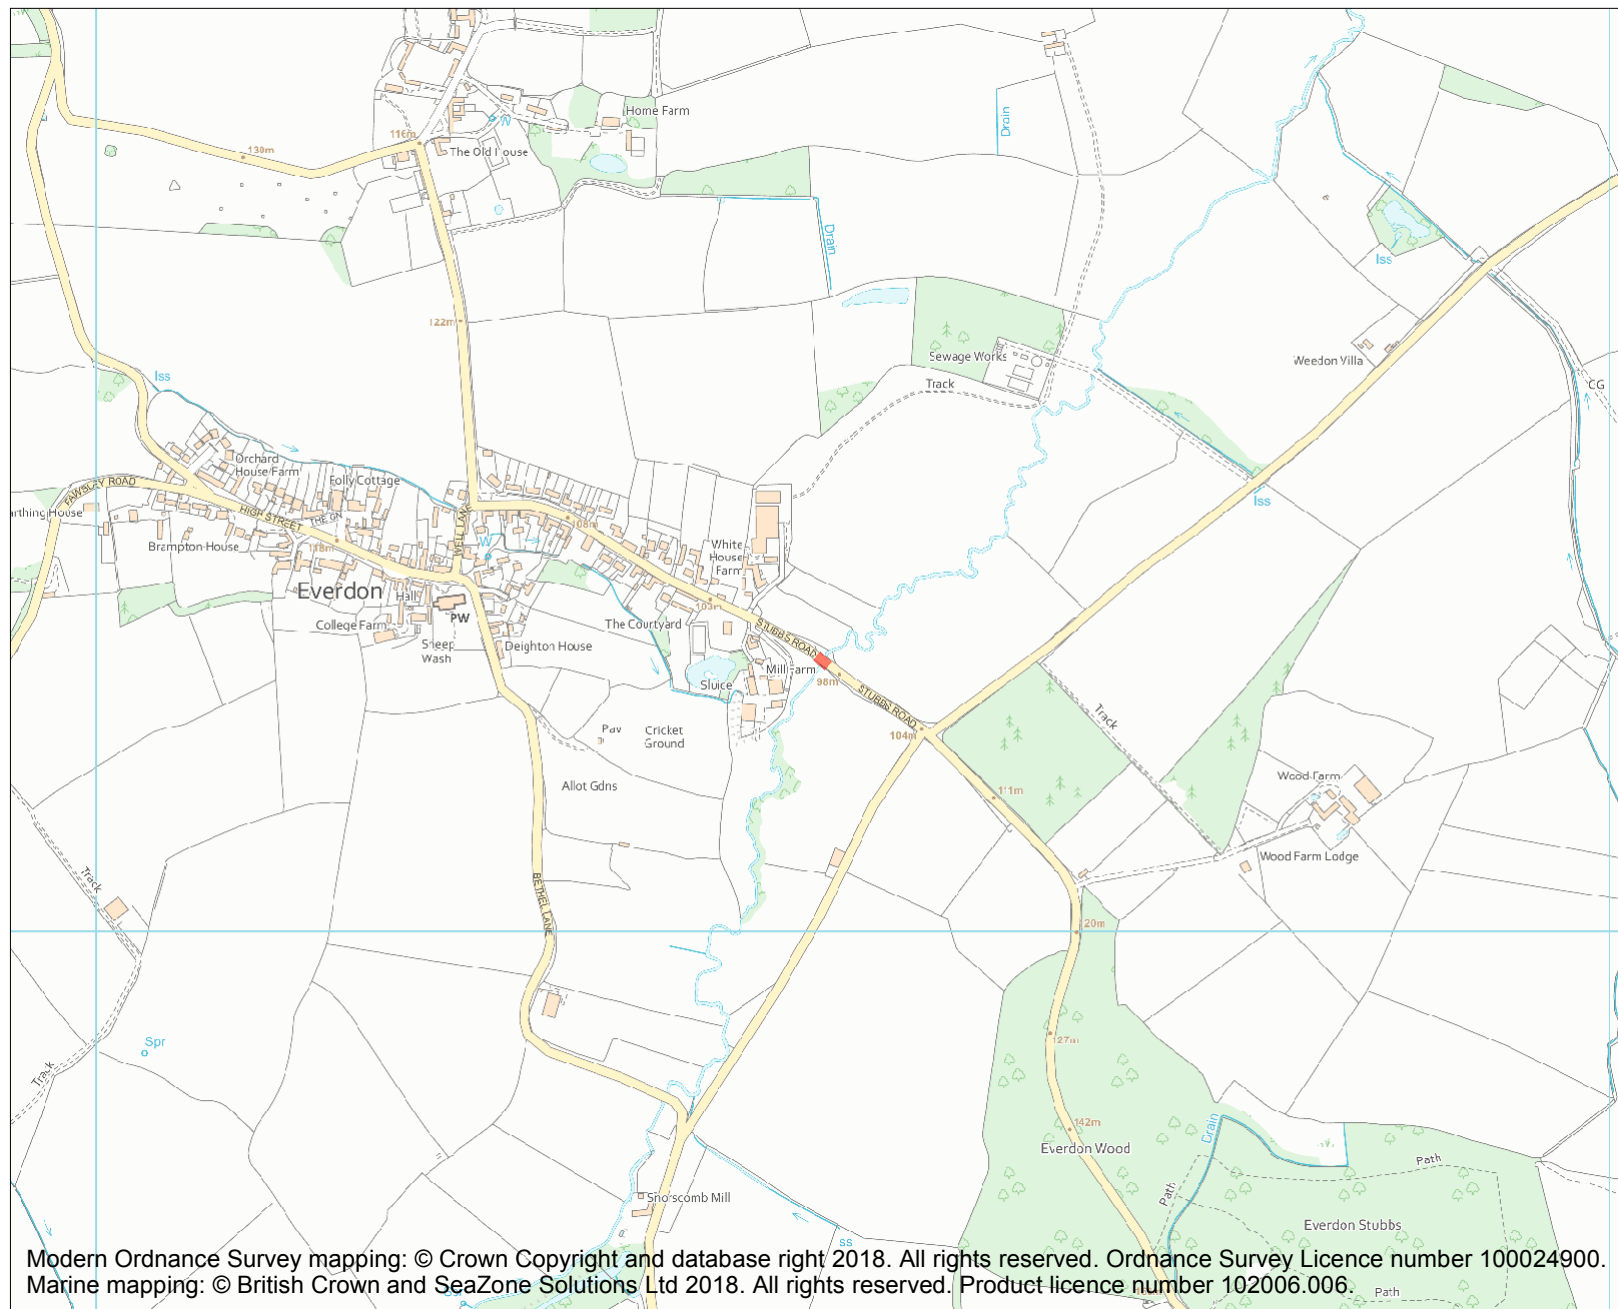 Home Farm
Drain
116m
130m
The Old House
W
Drain
Iss
122m
Sewage Works
Weedon Villa
Track
CG
Iss
Orchard
House Farm
Folly Cottage
FAWSLEY ROAD
HIGH STREET
THE GN
WELL LANE
Iss
arthing House
108m
Brampton House
118m
W
White
House
Farm
Everdon
Hall
103m
PW
College Farm
The Courtyard
STUBBS ROAD
Sheep
Wash
Deighton House
Mill Farm
Sluice
98m
STUBBS ROAD
Track
Pav
Cricket
Ground
104m
Allot Gdns
111m
Wood Farm
Wood Farm Lodge
Track
BETHEL LANE
120m
Spr
127m
Track
142m
Everdon Wood
Drain
Path
Path
Snorscomb Mill
Everdon Stubbs
ss
Path
Modern Ordnance Survey mapping: © Crown Copyright and database right 2018. All rights reserved. Ordnance Survey Licence number 100024900.
Marine mapping: © British Crown and SeaZone Solutions Ltd 2018. All rights reserved. Product licence number 102006.006.